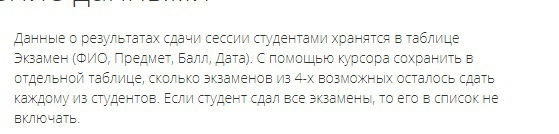 Данные о результатах сдачи сессии студентами хранятся в таблице
Экзамен (ФИО, Предмет, Балл, Дата). С помощью курсора сохранить в
отдельной таблице, сколько экзаменов из 4-х возможных осталось сдать
каждому из студентов. Если студент сдал все экзамены, то его в список не
включать.